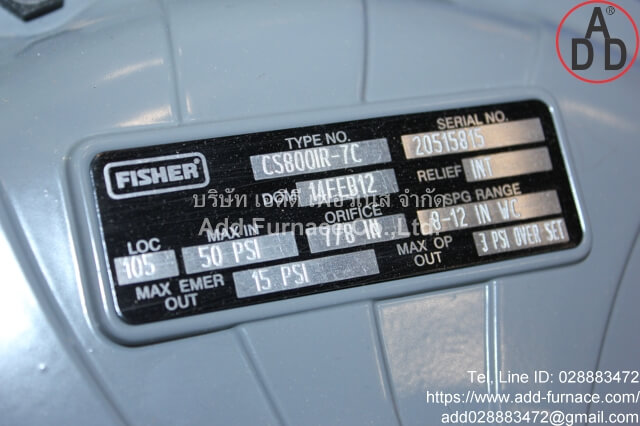 ADD
TYPE NO.
SERIAL NO.
FISHER
CS800IR-7C
20515815
DOM
14FEB12
RELIEF
INT
บริษัท เอดดี เฟอร์เนส จำกัด
Add Furnace Co.,Ltd.
LOC
MAX IN
ORIFICE
SPG RANGE
105
50 PSI
7/8 IN
8-12 IN WC
MAX EMER OUT
15 PSI
MAX OP OUT
3 PSI OVER SET
Tel, Line ID: 028883472
https://www.add-furnace.com/
add028883472@gmail.com